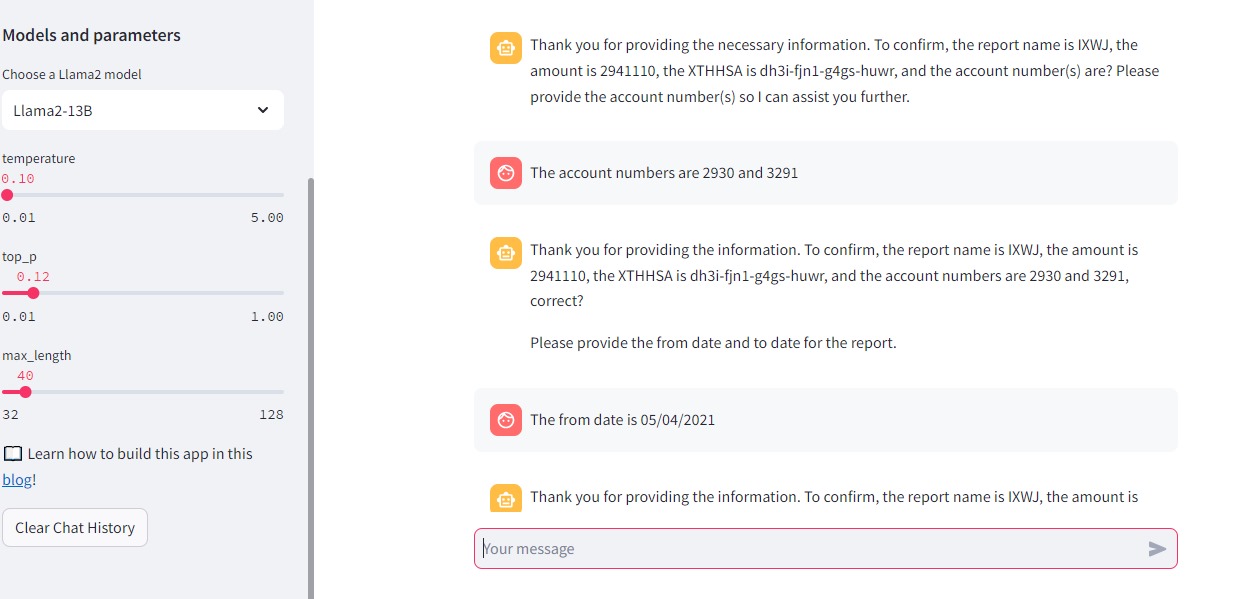 Models and parameters
Choose a Llama2 model
Llama2-13B
temperature
0.10
0.01 5.00
top_p
0.12
0.01 1.00
max_length
40
32 128
Learn how to build this app in this
blog!
Clear Chat History
Thank you for providing the necessary information. To confirm, the report name is IXWJ, the
amount is 2941110, the XTHHSA is dh3i-fjn1-g4gs-huwr, and the account number(s) are? Please
provide the account number(s) so I can assist you further.
The account numbers are 2930 and 3291
Thank you for providing the information. To confirm, the report name is IXWJ, the amount is
2941110, the XTHHSA is dh3i-fjn1-g4gs-huwr, and the account numbers are 2930 and 3291,
correct?
Please provide the from date and to date for the report.
The from date is 05/04/2021
Thank you for providing the information. To confirm, the report name is IXWJ, the amount is
Your message